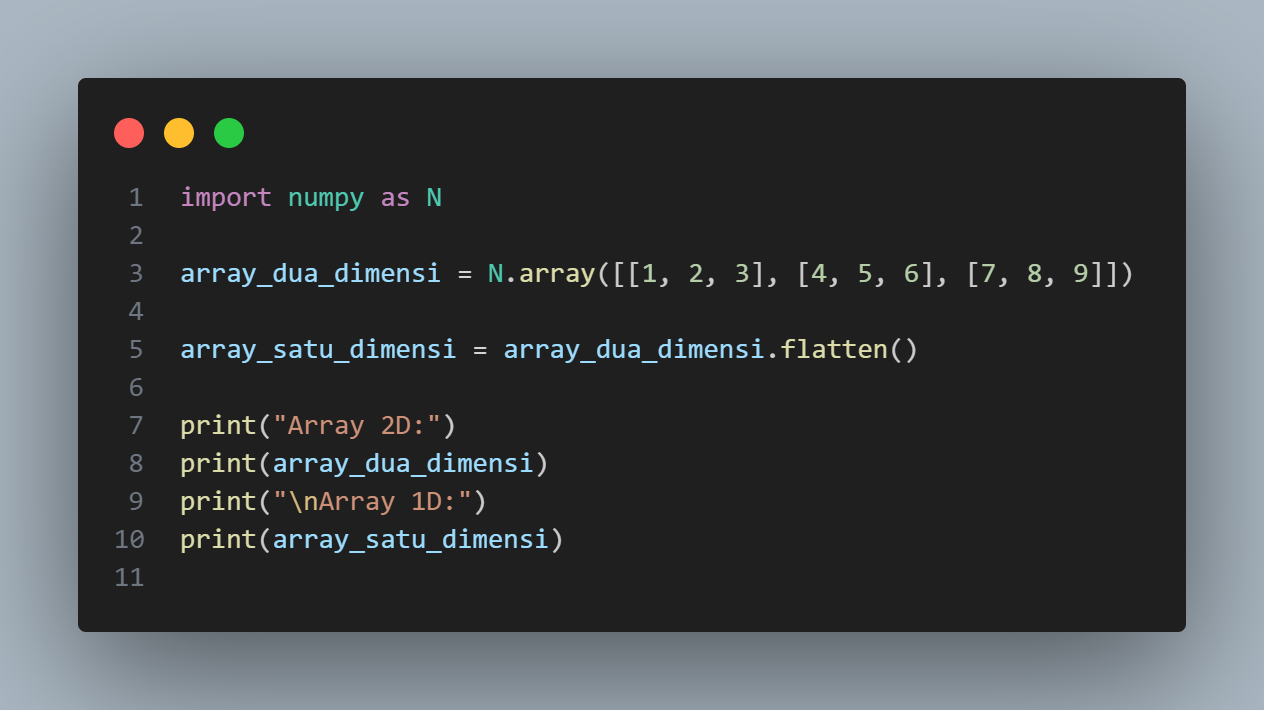 1 import numpy as N
2
3 array_dua_dimensi = N.array([[1, 2, 3], [4, 5, 6], [7, 8, 9]])
4
5 array_satu_dimensi = array_dua_dimensi.flatten()
6
7 print("Array 2D:")
8 print(array_dua_dimensi)
9 print("\nArray 1D:")
10 print(array_satu_dimensi)
11